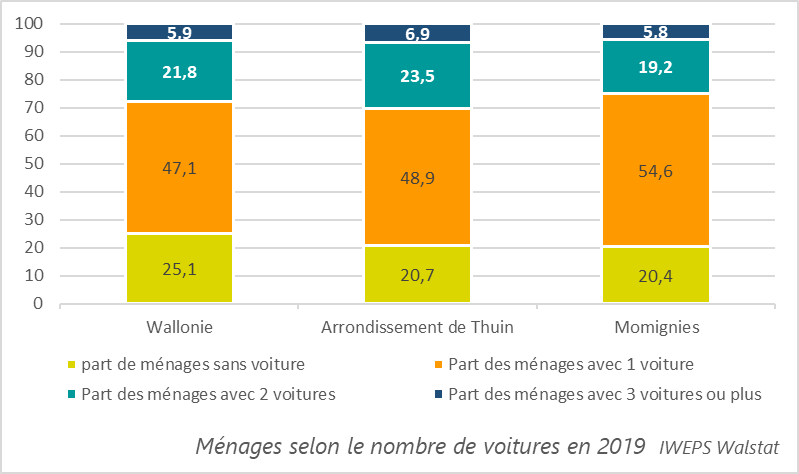 100
90
80
70
60
50
40
30
20
10
0
5,9 6,9 5,8
21,8 23,5 19,2
47,1 48,9 54,6
25,1 20,7 20,4
Wallonie Arrondissement de Thuin Momignies
part de ménages sans voiture Part des ménages avec 1 voiture
Part des ménages avec 2 voitures Part des ménages avec 3 voitures ou plus
Ménages selon le nombre de voitures en 2019 IWEPS Walstat